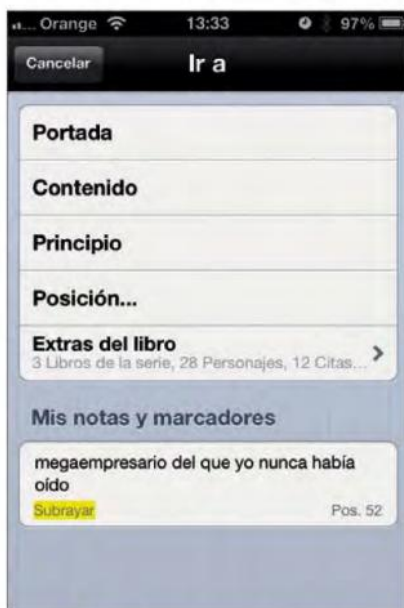 ... Orange 13:33 97%
Cancelar Ir a
Portada
Contenido
Principio
Posición...
Extras del libro
3 Libros de la serie, 28 Personajes, 12 Citas...
Mis notas y marcadores
megaempresario del que yo nunca había
oído
Subrayar Pos. 52